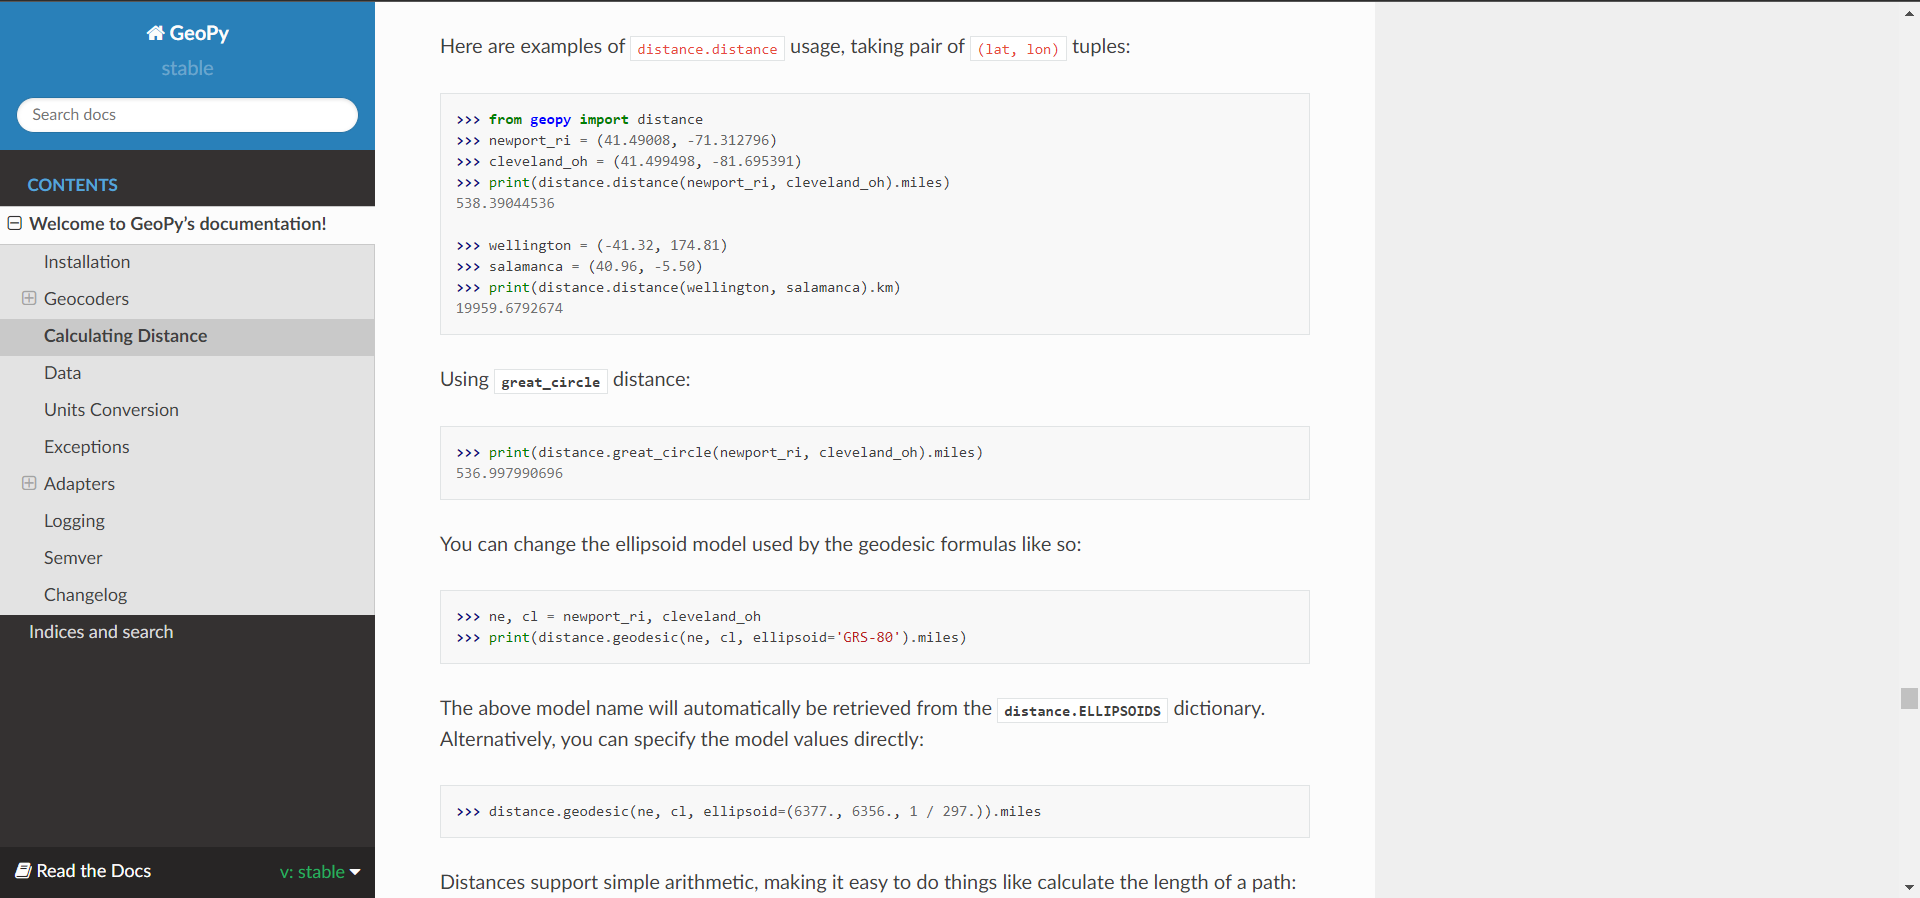 GeoPy
stable
Search docs
CONTENTS
Welcome to GeoPy's documentation!
Installation
Geocoders
Calculating Distance
Data
Units Conversion
Exceptions
Adapters
Logging
Semver
Changelog
Indices and search
Read the Docs
v: stable
Here are examples of distance.distance usage, taking pair of (lat, lon) tuples:
>>> from geopy import distance
>>> newport_ri = (41.49008, -71.312796)
>>> cleveland_oh = (41.499498, -81.695391)
>>> print(distance.distance(newport_ri, cleveland_oh).miles)
538.39044536
>>> wellington = (-41.32, 174.81)
>>> salamanca = (40.96, -5.50)
>>> print(distance.distance(wellington, salamanca).km)
19959.6792674
Using great_circle distance:
>>> print(distance.great_circle(newport_ri, cleveland_oh).miles)
536.997990696
You can change the ellipsoid model used by the geodesic formulas like so:
>>> ne, cl = newport_ri, cleveland_oh
>>> print(distance.geodesic(ne, cl, ellipsoid='GRS-80').miles)
The above model name will automatically be retrieved from the distance.ELLIPSOIDS dictionary.
Alternatively, you can specify the model values directly:
>>> distance.geodesic(ne, cl, ellipsoid=(6377., 6356., 1 / 297.)).miles
Distances support simple arithmetic, making it easy to do things like calculate the length of a path: